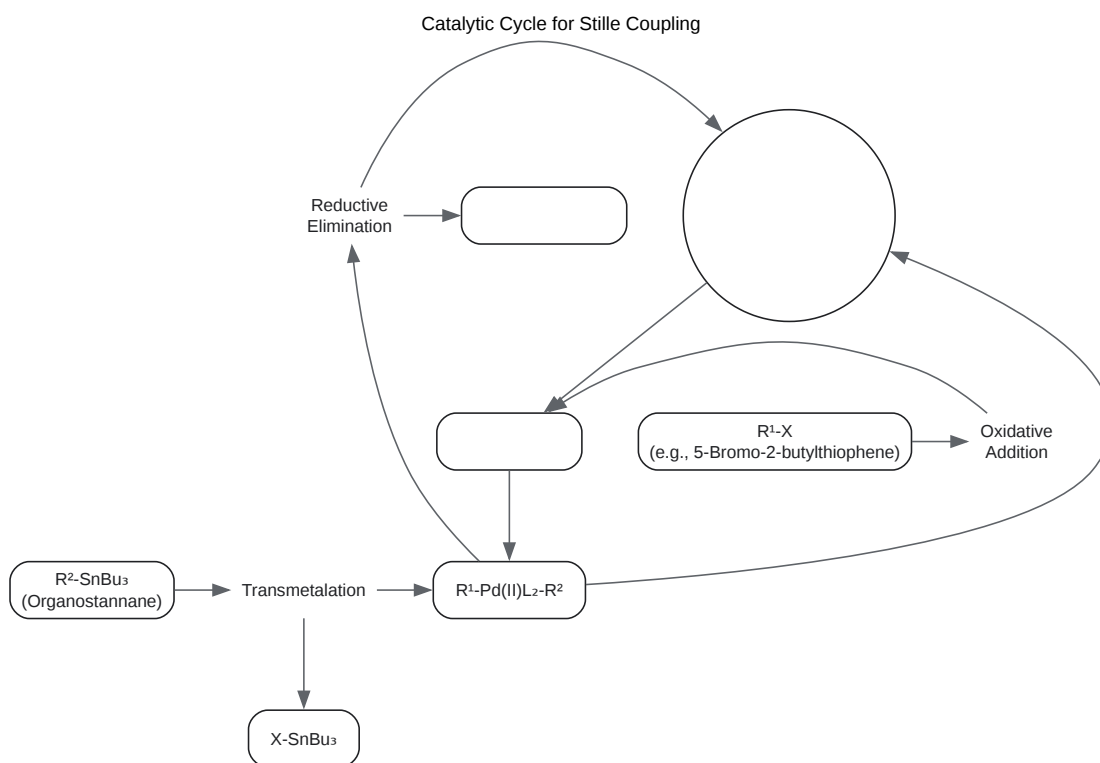 Catalytic Cycle for Stille Coupling
Reductive
Elimination
R¹-X
(e.g., 5-Bromo-2-butylthiophene)
Oxidative
Addition
R²-SnBu₃
(Organostannane)
Transmetalation
R¹-Pd(II)L₂-R²
X-SnBu₃